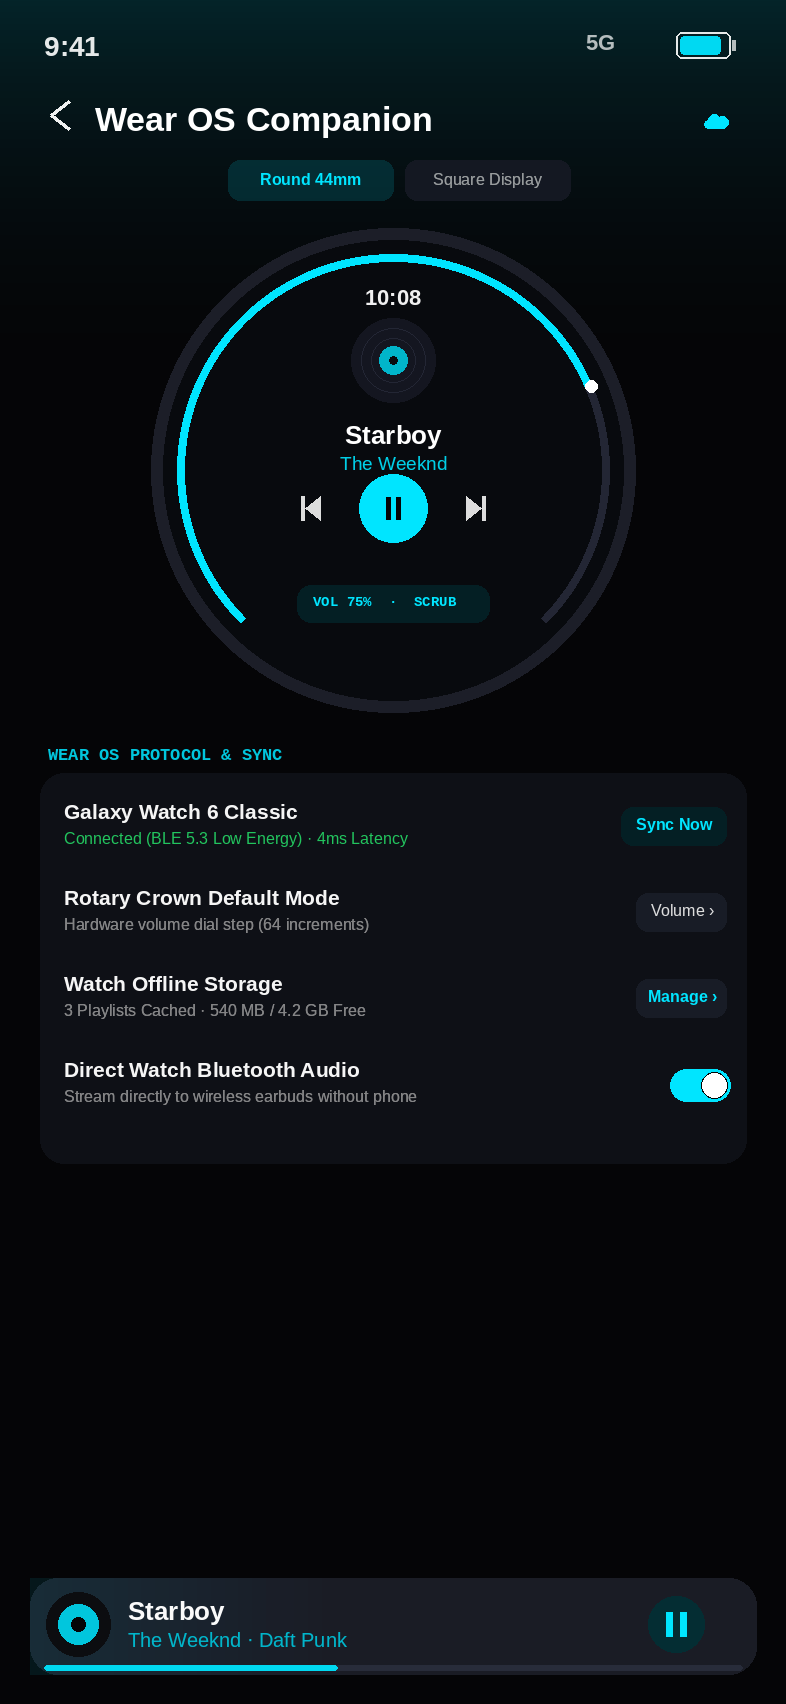 9:41 5G
Wear OS Companion
Round 44mm Square Display
10:08
Starboy
The Weeknd
VOL 75% · SCRUB
WEAR OS PROTOCOL & SYNC
Galaxy Watch 6 Classic
Connected (BLE 5.3 Low Energy) · 4ms Latency
Sync Now
Rotary Crown Default Mode
Hardware volume dial step (64 increments)
Volume ›
Watch Offline Storage
3 Playlists Cached · 540 MB / 4.2 GB Free
Manage ›
Direct Watch Bluetooth Audio
Stream directly to wireless earbuds without phone
Starboy
The Weeknd · Daft Punk